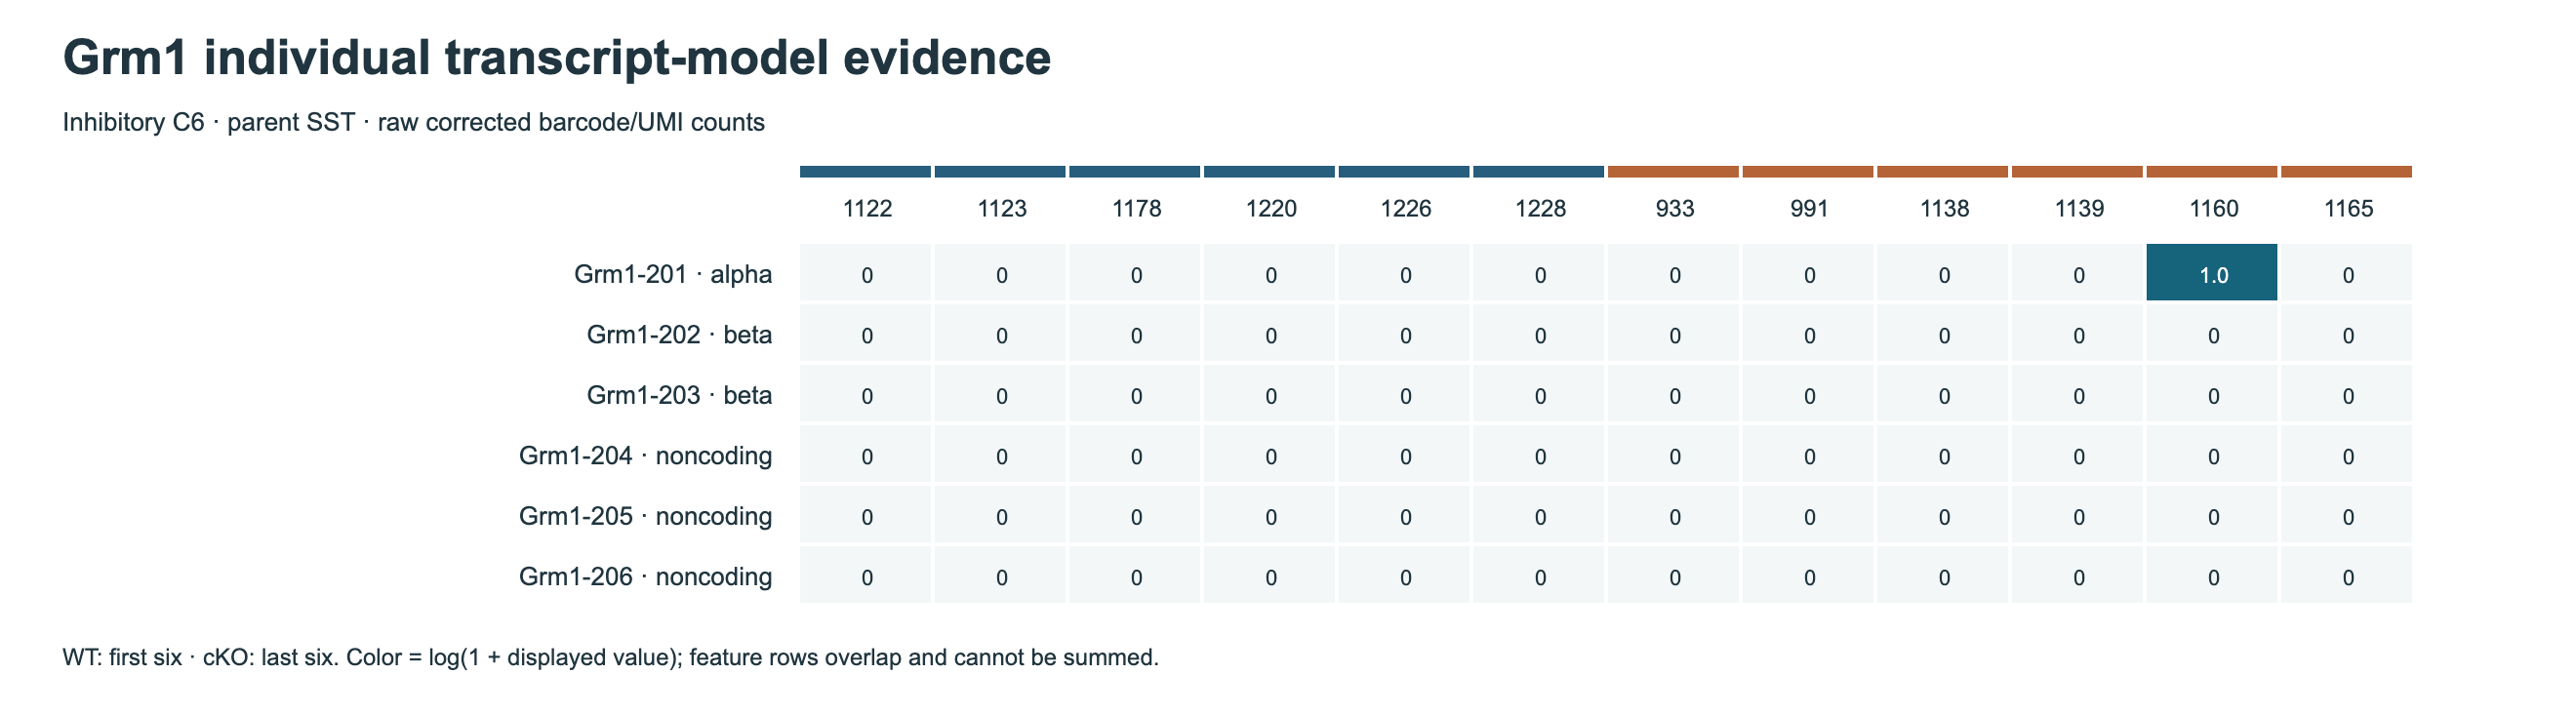 Grm1 individual transcript-model evidence
Inhibitory C6 · parent SST · raw corrected barcode/UMI counts
1122 1123 1178 1220 1226 1228 933 991 1138 1139 1160 1165
Grm1-201 · alpha 0 0 0 0 0 0 0 0 0 0 1.0 0
Grm1-202 · beta 0 0 0 0 0 0 0 0 0 0 0 0
Grm1-203 · beta 0 0 0 0 0 0 0 0 0 0 0 0
Grm1-204 · noncoding 0 0 0 0 0 0 0 0 0 0 0 0
Grm1-205 · noncoding 0 0 0 0 0 0 0 0 0 0 0 0
Grm1-206 · noncoding 0 0 0 0 0 0 0 0 0 0 0 0
WT: first six · cKO: last six. Color = log(1 + displayed value); feature rows overlap and cannot be summed.